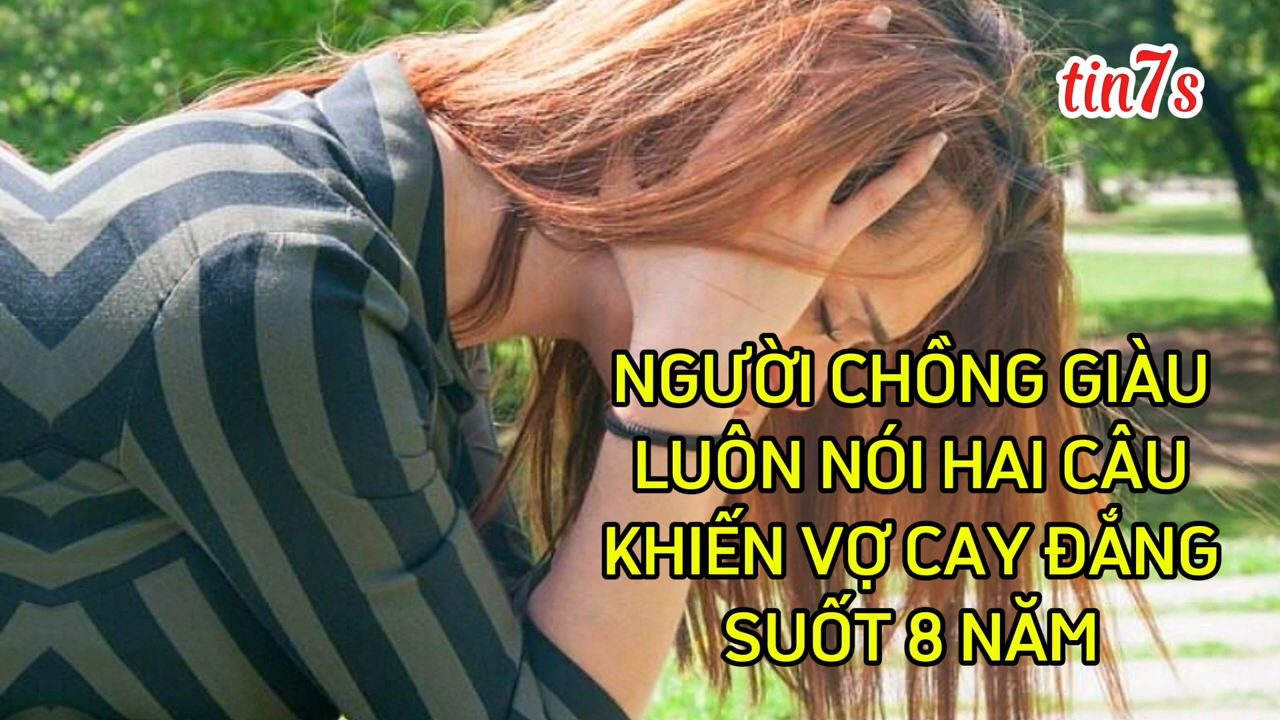 tin7s
NGƯỜI CHỒNG GIÀU
LUÔN NÓI HAI CÂU
KHIẾN VỢ CAY ĐẮNG
SUỐT 8 NĂM